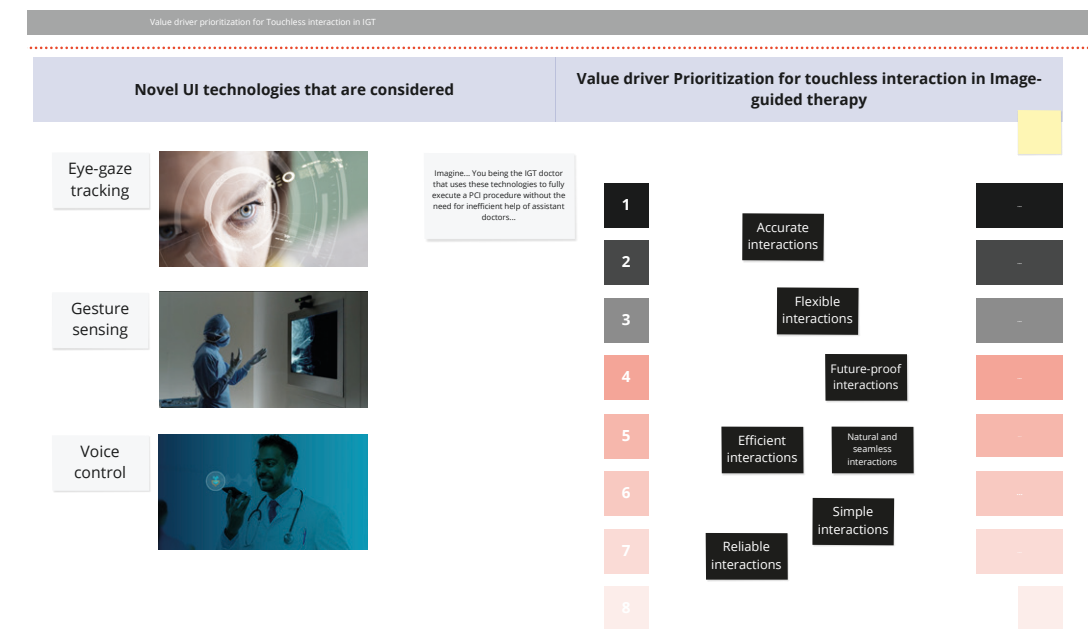 Value driver prioritization for Touchless interaction in IGT
Novel UI technologies that are considered
Value driver Prioritization for touchless interaction in Image-
guided therapy
Eye-gaze
tracking
Imagine... You being the IGT doctor
that uses these technologies to fully
execute a PCI procedure without the
need for inefficient help of assistant
doctors...
Gesture
sensing
Voice
control
1
2
3
4
5
6
7
8
Accurate
interactions
Flexible
interactions
Future-proof
interactions
Efficient
interactions
Natural and
seamless
interactions
Simple
interactions
Reliable
interactions